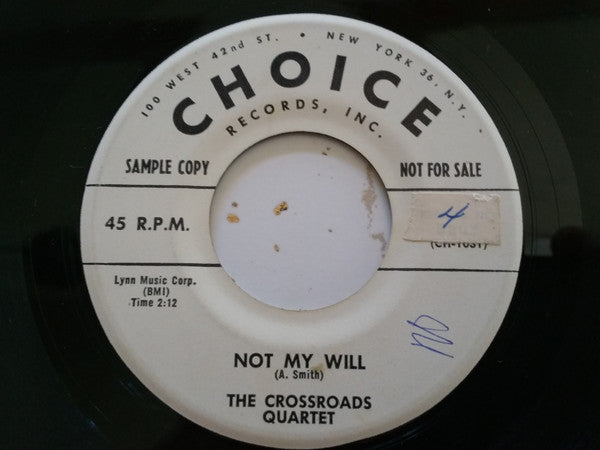 100 WEST 42nd ST. • NEW YORK 36, N.Y. •
CHOICE
RECORDS, INC.
SAMPLE COPY NOT FOR SALE
45 R.P.M. 4
Lynn Music Corp.
(BMI)
Time 2:12
NOT MY WILL
(A. Smith)
THE CROSSROADS
QUARTET